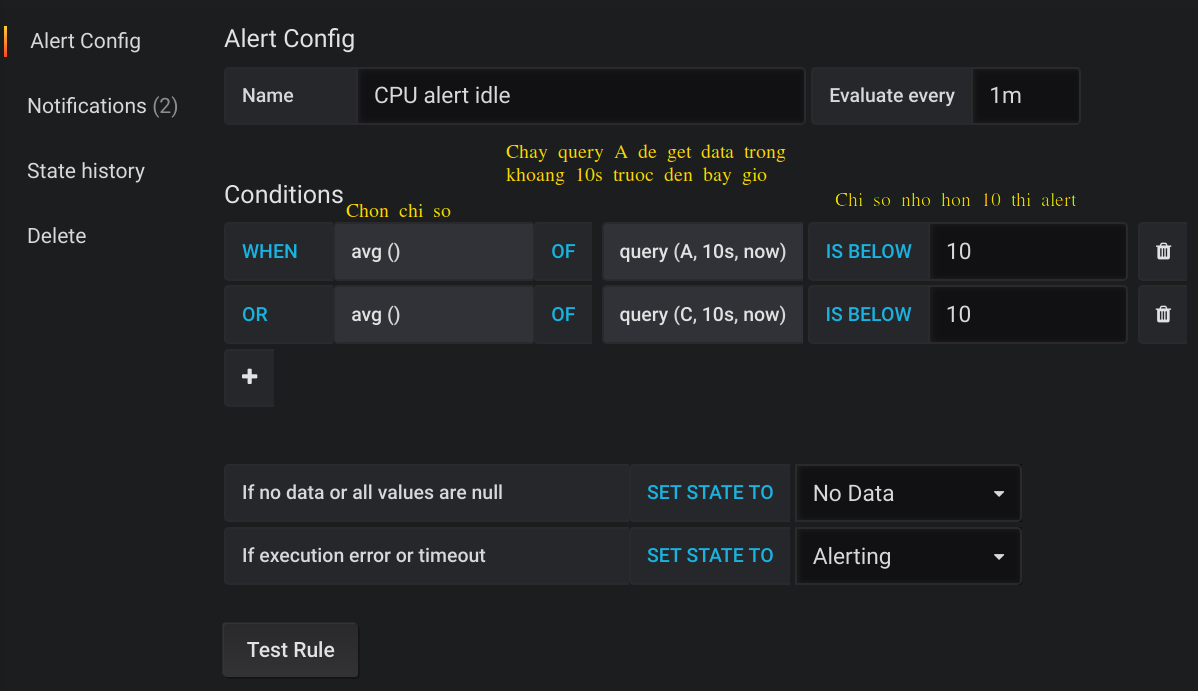 Alert Config
Notifications (2)
State history
Delete
Alert Config
Name CPU alert idle Evaluate every 1m
Chay query A de get data trong
khoang 10s truoc den bay gio
Conditions
Chon chi so
Chi so nho hon 10 thi alert
WHEN avg () OF query (A, 10s, now) IS BELOW 10
OR avg () OF query (C, 10s, now) IS BELOW 10
+
If no data or all values are null SET STATE TO No Data
If execution error or timeout SET STATE TO Alerting
Test Rule